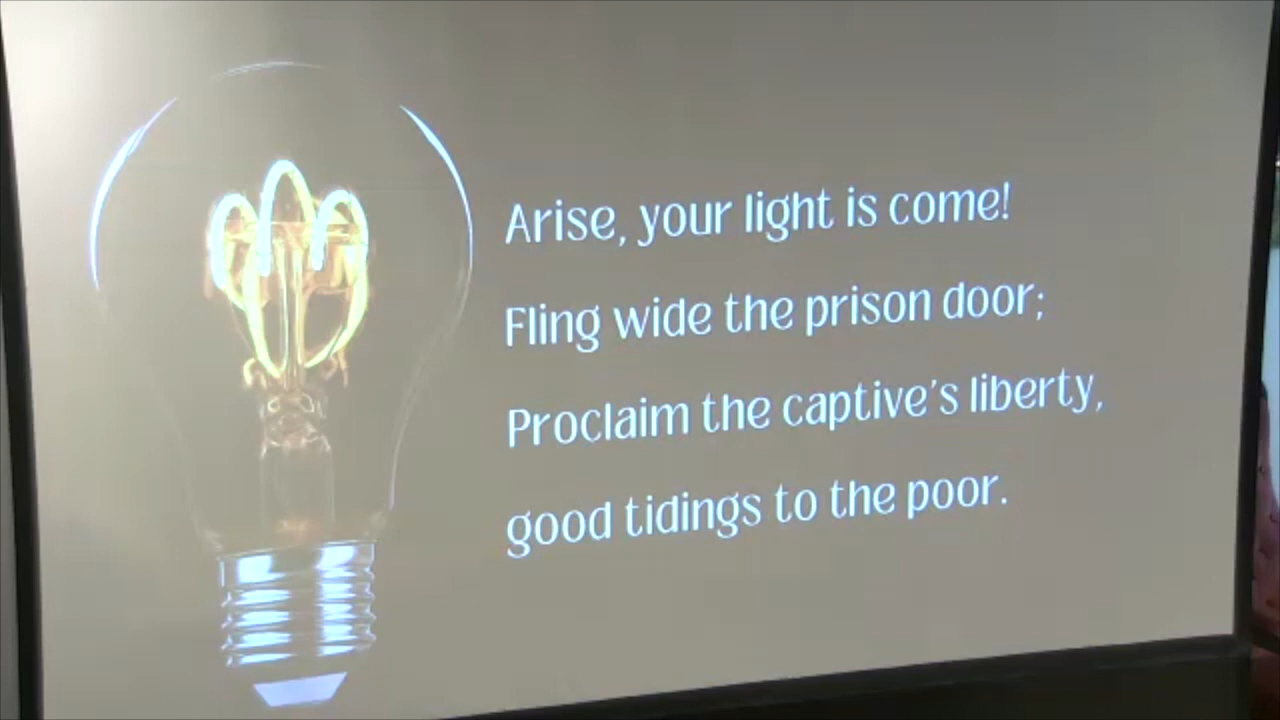 Arise, your light is come!
Fling wide the prison door;
Proclaim the captive's liberty,
good tidings to the poor.